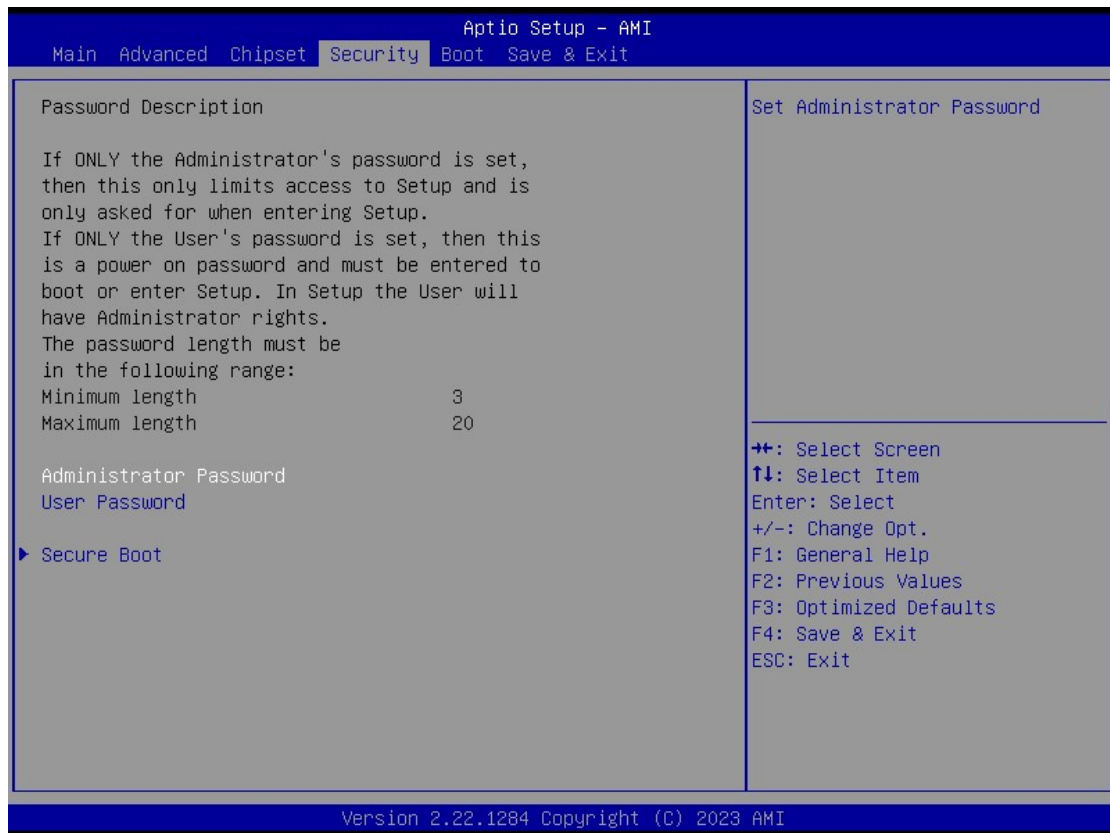 Aptio Setup – AMI
Main Advanced Chipset Security Boot Save & Exit
Password Description
If ONLY the Administrator's password is set,
then this only limits access to Setup and is
only asked for when entering Setup.
If ONLY the User's password is set, then this
is a power on password and must be entered to
boot or enter Setup. In Setup the User will
have Administrator rights.
The password length must be
in the following range:
Minimum length 3
Maximum length 20
Administrator Password
User Password
Secure Boot
Set Administrator Password
→←: Select Screen
↑↓: Select Item
Enter: Select
+/-: Change Opt.
F1: General Help
F2: Previous Values
F3: Optimized Defaults
F4: Save & Exit
ESC: Exit
Version 2.22.1284 Copyright (C) 2023 AMI